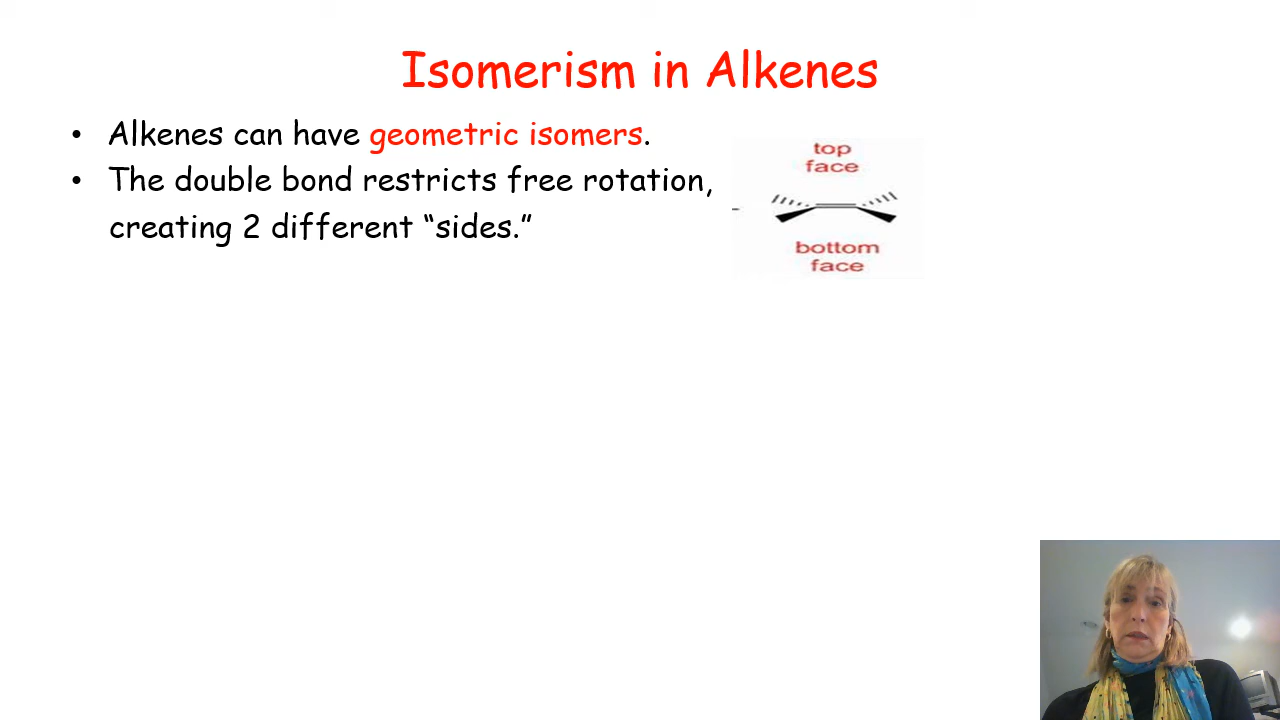 Isomerism in Alkenes
• Alkenes can have geometric isomers.
• The double bond restricts free rotation,
creating 2 different “sides.”
top
face
bottom
face